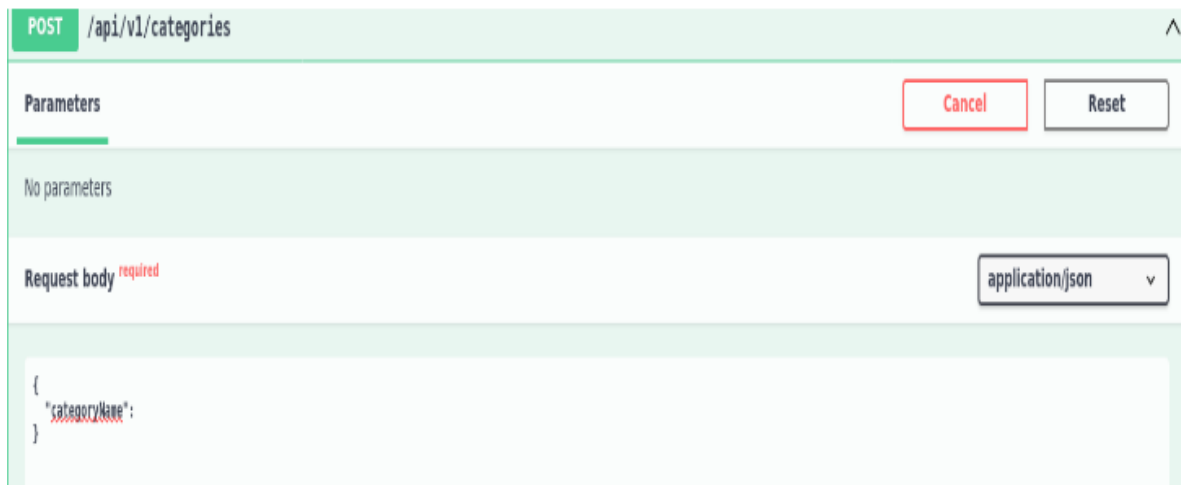 POST /api/v1/categories
Parameters
Cancel
Reset
No parameters
Request body required
application/json
{
"categoryName":
}